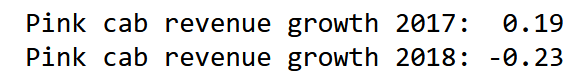 Pink cab revenue growth 2017:  0.19
Pink cab revenue growth 2018: -0.23